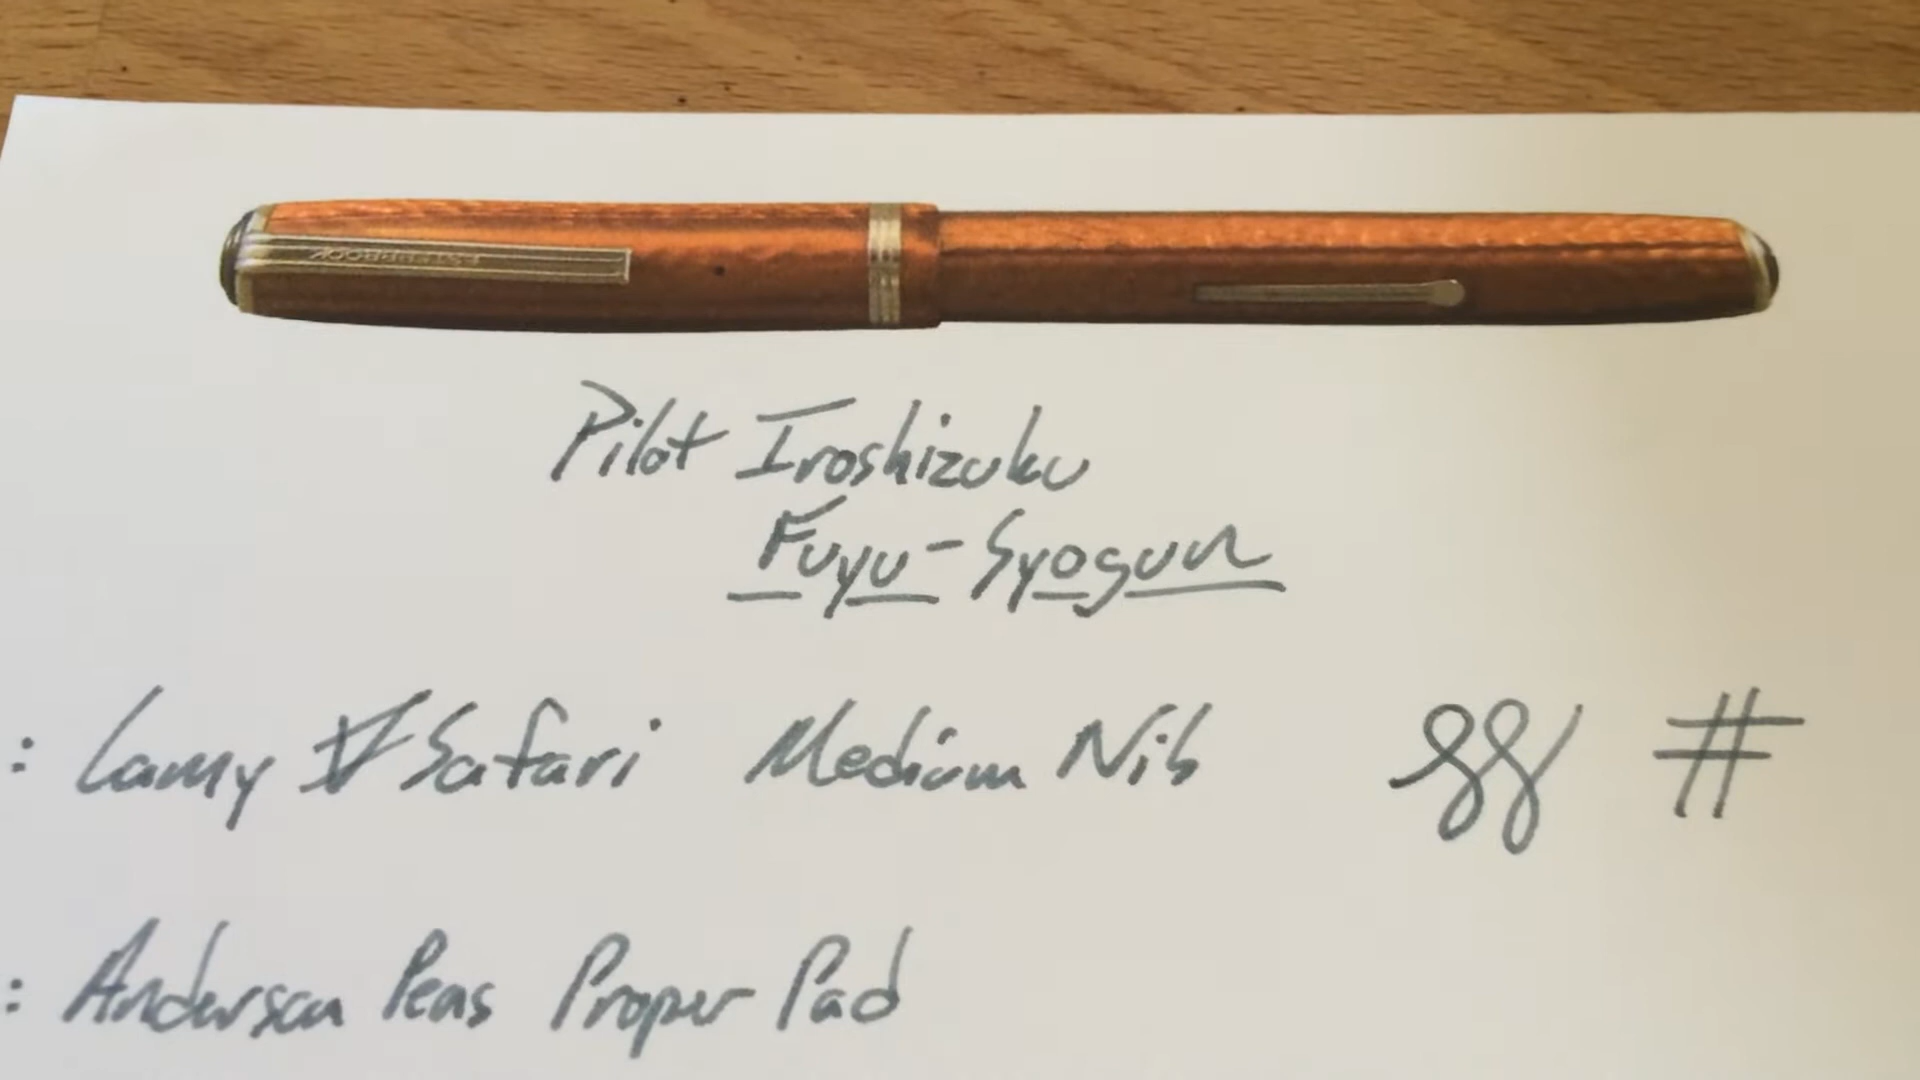 ESTERBROOK
Pilot Iroshizuku
Fuyu-Syogun
: Lamy Safari Medium Nib #
: Anderson Pens Proper Pad